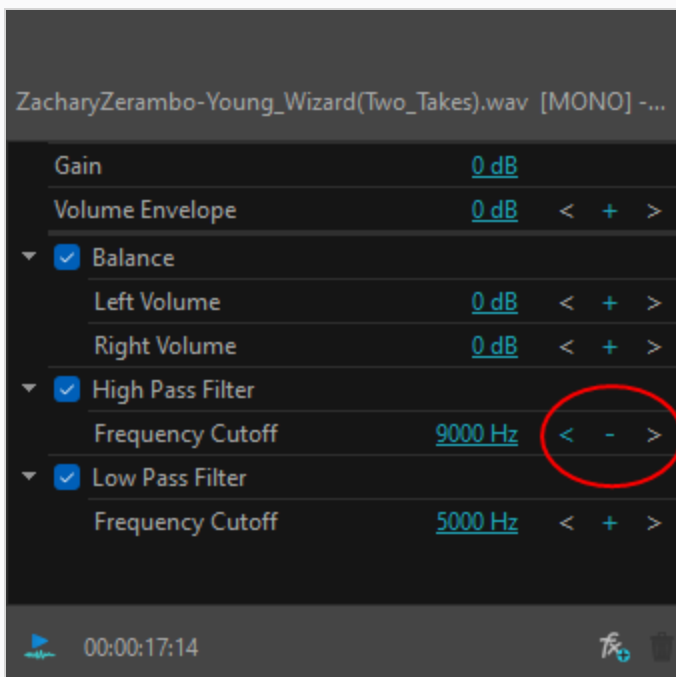 ZacharyZerambo-Young_Wizard(Two_Takes).wav [MONO] -...
Gain 0 dB
Volume Envelope 0 dB < + >
Balance
Left Volume 0 dB < + >
Right Volume 0 dB < + >
High Pass Filter
Frequency Cutoff 9000 Hz < - >
Low Pass Filter
Frequency Cutoff 5000 Hz < + >
00:00:17:14 fx